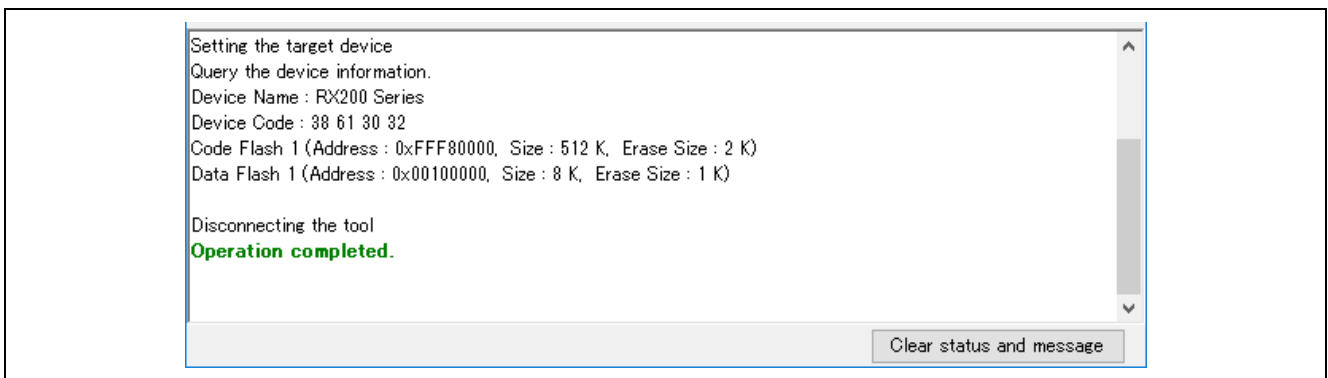 Setting the target device
Query the device information.
Device Name : RX200 Series
Device Code : 38 61 30 32
Code Flash 1 (Address : 0xFFF80000, Size : 512 K, Erase Size : 2 K)
Data Flash 1 (Address : 0x00100000, Size : 8 K, Erase Size : 1 K)
Disconnecting the tool
Operation completed.
Clear status and message